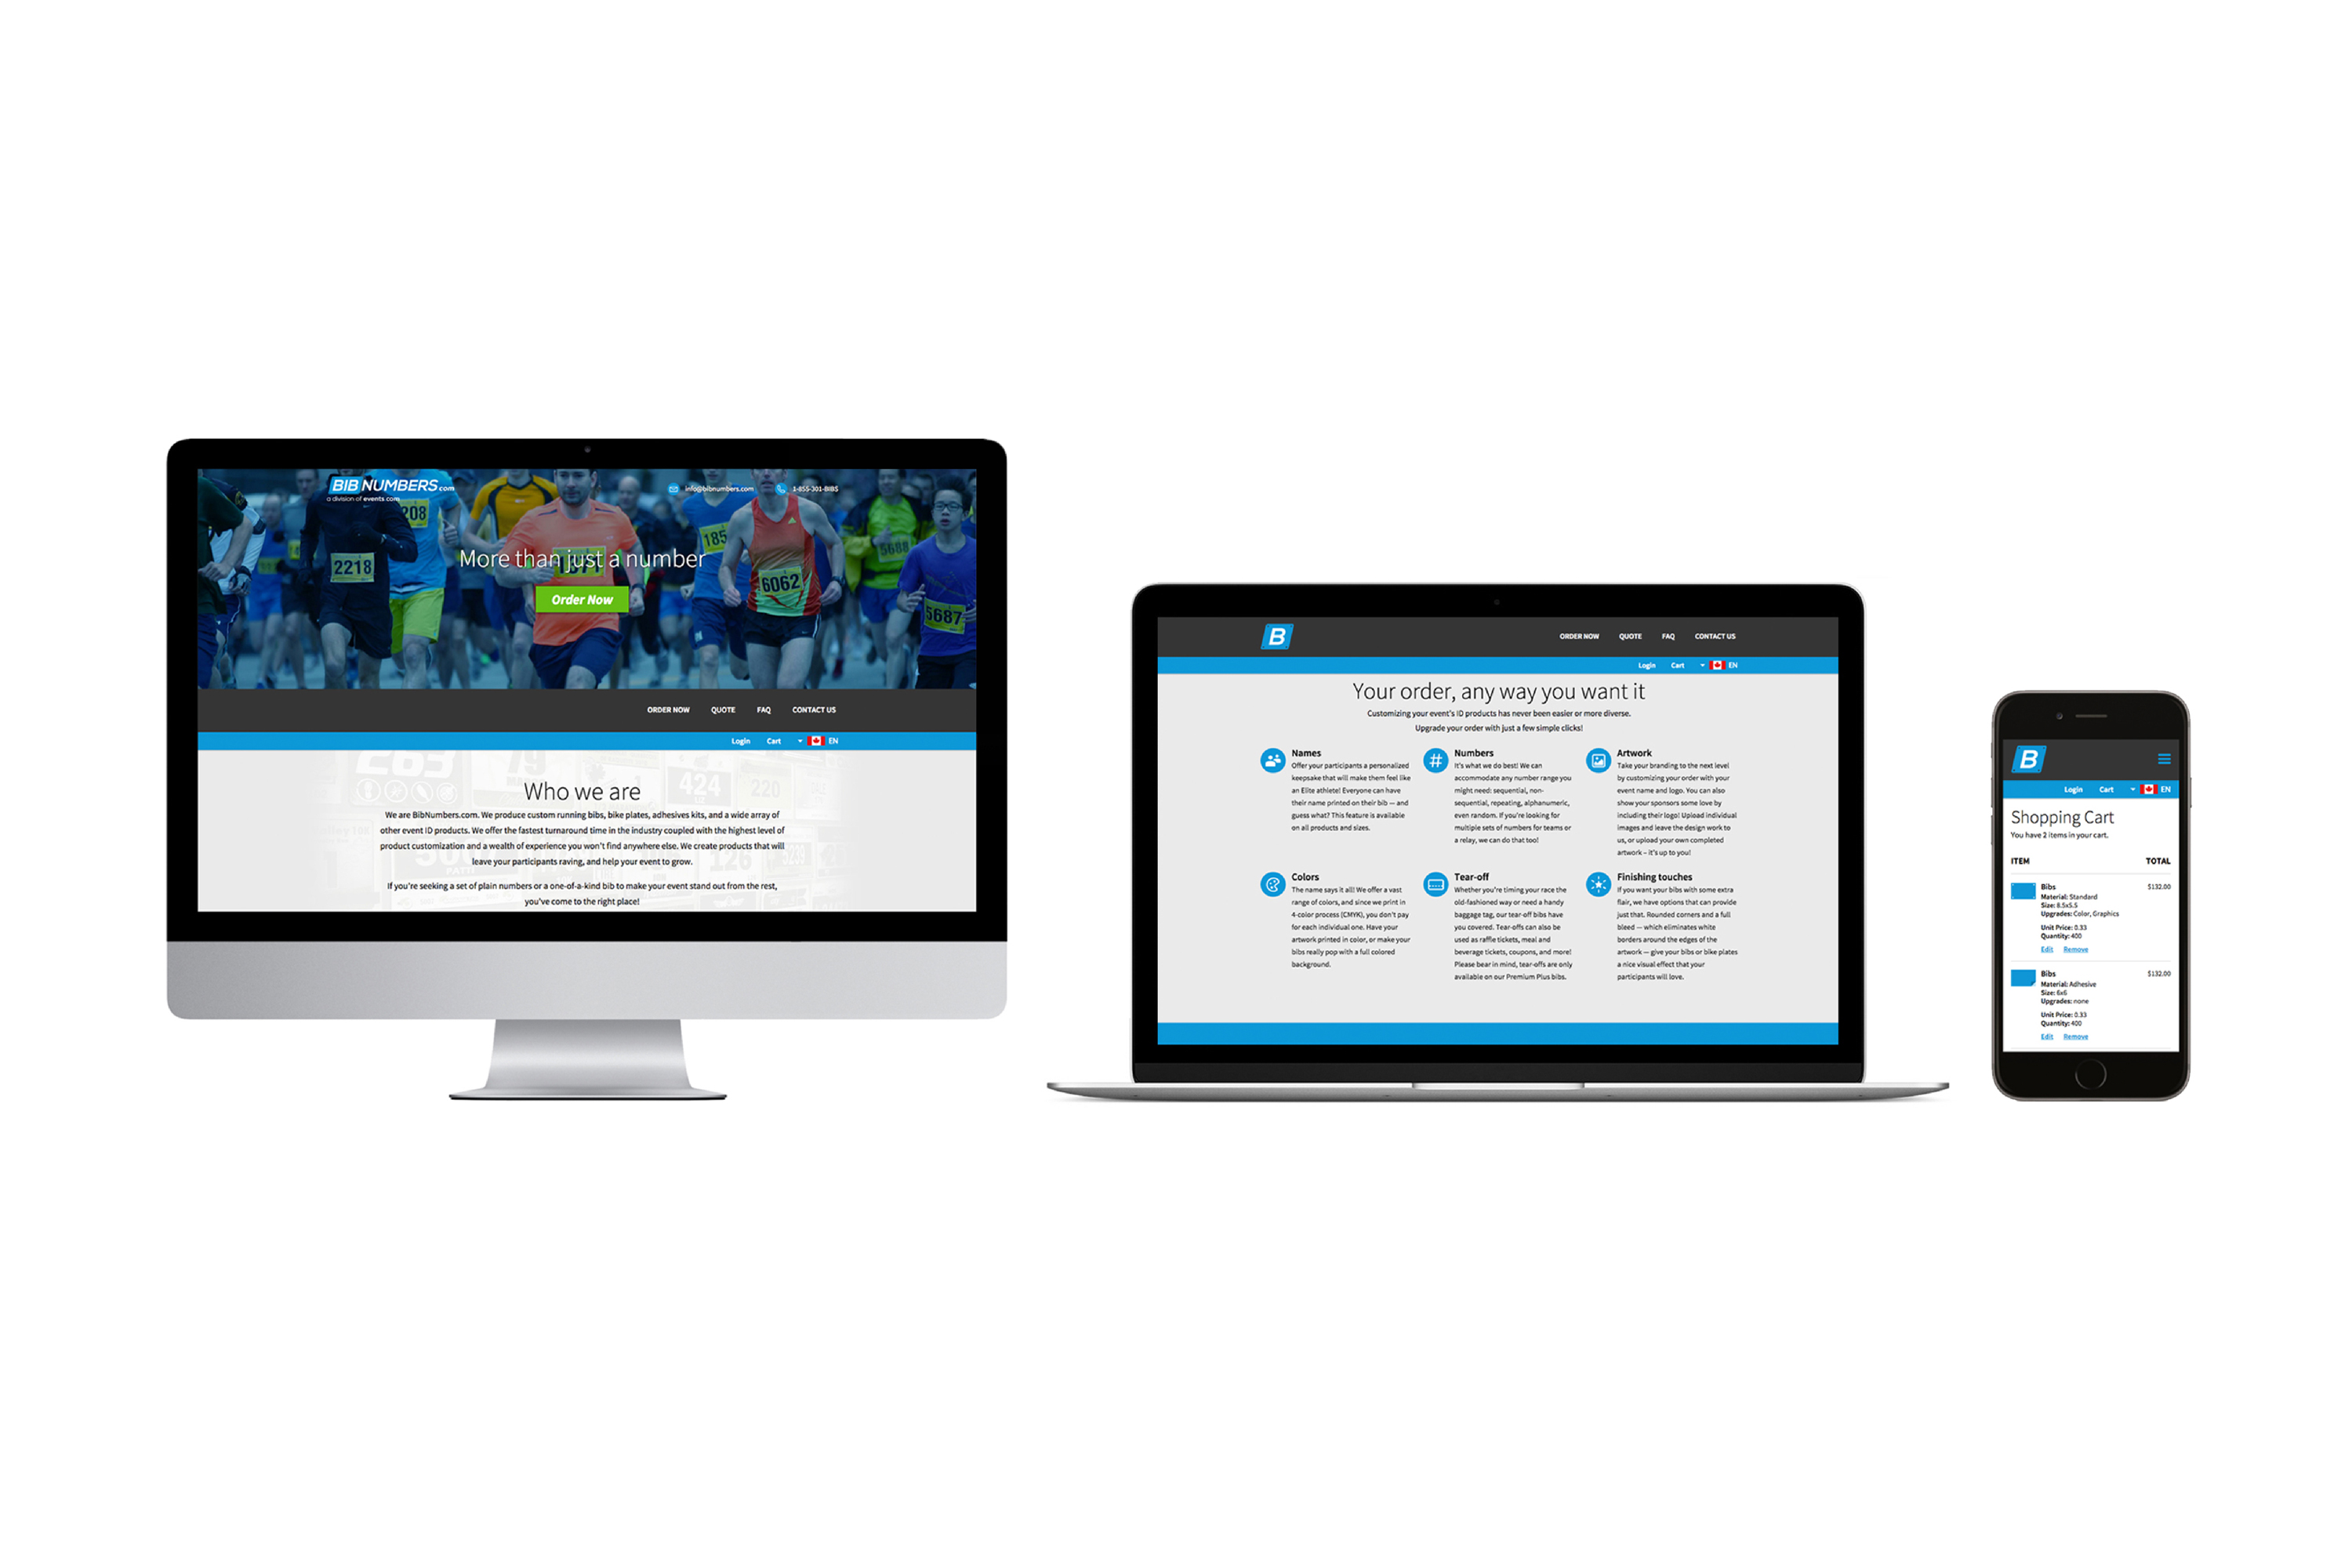 BIB NUMBERS.com
a division of events.com
info@bibnumbers.com
1-855-301-BIBS
208
2218
185
6062
5688
5687
More than just a number
Order Now
ORDER NOW QUOTE FAQ CONTACT US
Login Cart EN
263
79
424
220
126
Who we are
We are BibNumbers.com. We produce custom running bibs, bike plates, adhesives kits, and a wide array of
other event ID products. We offer the fastest turnaround time in the industry coupled with the highest level of
product customization and a wealth of experience you won't find anywhere else. We create products that will
leave your participants raving, and help your event to grow.
If you're seeking a set of plain numbers or a one-of-a-kind bib to make your event stand out from the rest,
you've come to the right place!
B
ORDER NOW QUOTE FAQ CONTACT US
Login Cart EN
Your order, any way you want it
Customizing your event's ID products has never been easier or more diverse.
Upgrade your order with just a few simple clicks!
Names
Offer your participants a personalized
keepsake that will make them feel like
an Elite athlete! Everyone can have
their name printed on their bib — and
guess what? This feature is available
on all products and sizes.
Numbers
It's what we do best! We can
accommodate any number range you
might need: sequential, non-
sequential, repeating, alphanumeric,
even random. If you're looking for
multiple sets of numbers for teams or
a relay, we can do that too!
Artwork
Take your branding to the next level
by customizing your order with your
event name and logo. You can also
show your sponsors some love by
including their logo! Upload individual
images and leave the design work to
us, or upload your own completed
artwork – it's up to you!
Colors
The name says it all! We offer a vast
range of colors, and since we print in
4-color process (CMYK), you don't pay
for each individual one. Have your
artwork printed in color, or make your
bibs really pop with a full colored
background.
Tear-off
Whether you're timing your race the
old-fashioned way or need a handy
baggage tag, our tear-off bibs have
you covered. Tear-offs can also be
used as raffle tickets, meal and
beverage tickets, coupons, and more!
Please bear in mind, tear-offs are only
available on our Premium Plus bibs.
Finishing touches
If you want your bibs with some extra
flair, we have options that can provide
just that. Rounded corners and a full
bleed — which eliminates white
borders around the edges of the
artwork — give your bibs or bike plates
a nice visual effect that your
participants will love.
B
Login Cart EN
Shopping Cart
You have 2 items in your cart.
ITEM TOTAL
Bibs $132.00
Material: Standard
Size: 8.5x5.5
Upgrades: Color, Graphics
Unit Price: 0.33
Quantity: 400
Edit Remove
Bibs $132.00
Material: Adhesive
Size: 6x6
Upgrades: none
Unit Price: 0.33
Quantity: 400
Edit Remove